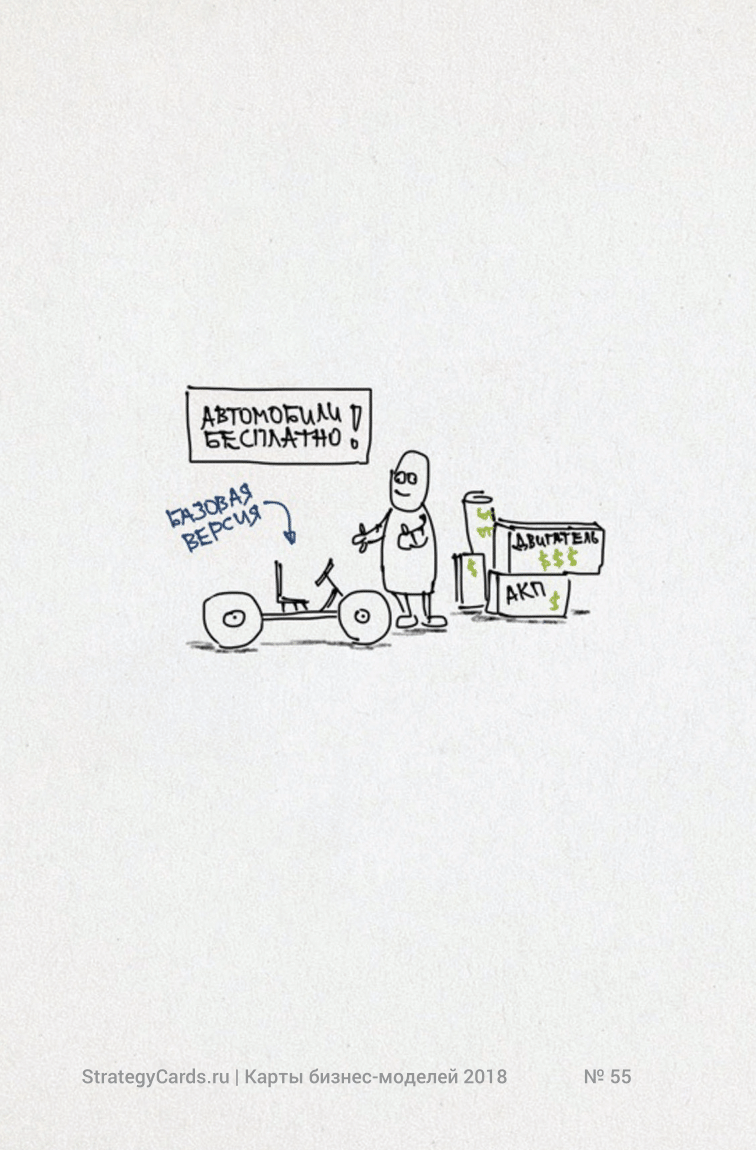 АВТОМОБИЛИ!
БЕСПЛАТНО
БАЗОВАЯ
ВЕРСИЯ
$$
ДВИГАТЕЛЬ
$$$
$
АКП $
StrategyCards.ru | Карты бизнес-моделей 2018 № 55